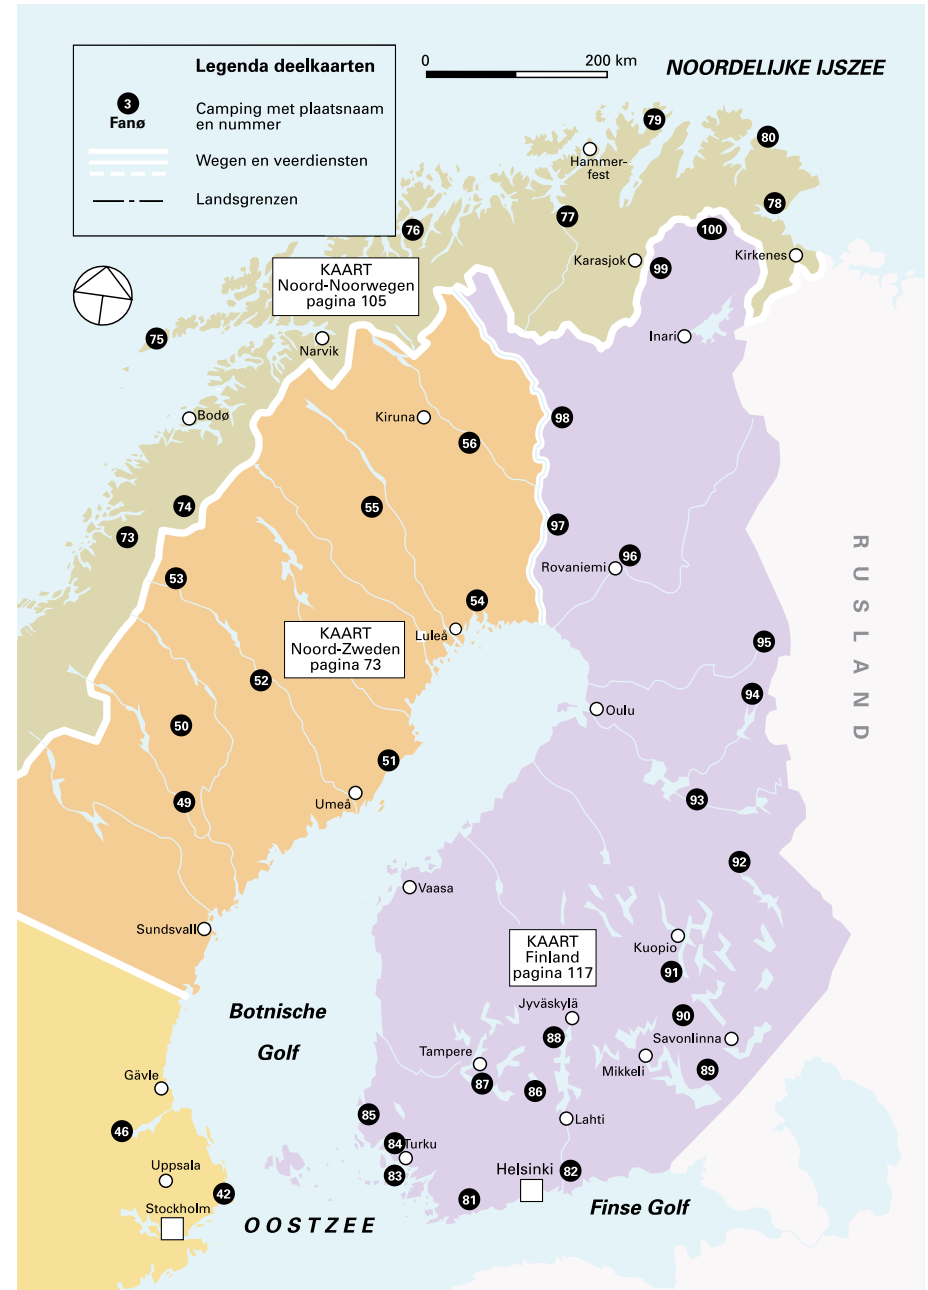 Legenda deelkaarten
3
Fanø
Camping met plaatsnaam
en nummer
Wegen en veerdiensten
Landsgrenzen
0
200 km
NOORDELIJKE IJSZEE
79
80
Hammer-
fest
78
77
76
100
Karasjok
99
Kirkenes
KAART
Noord-Noorwegen
pagina 105
75
Narvik
Inari
Bodø
Kiruna
98
56
55
74
73
97
96
Rovaniemi
53
54
Luleå
KAART
Noord-Zweden
pagina 73
RUSLAND
95
52
94
Oulu
50
51
49
Umeå
93
92
Vaasa
Sundsvall
KAART
Finland
pagina 117
Kuopio
91
Botnische
Golf
Jyväskylä
90
88
Savonlinna
Mikkeli
89
Tampere
87
86
Gävle
85
Lahti
46
84
Turku
83
Uppsala
42
Helsinki
82
81
Stockholm
OOSTZEE
Finse Golf